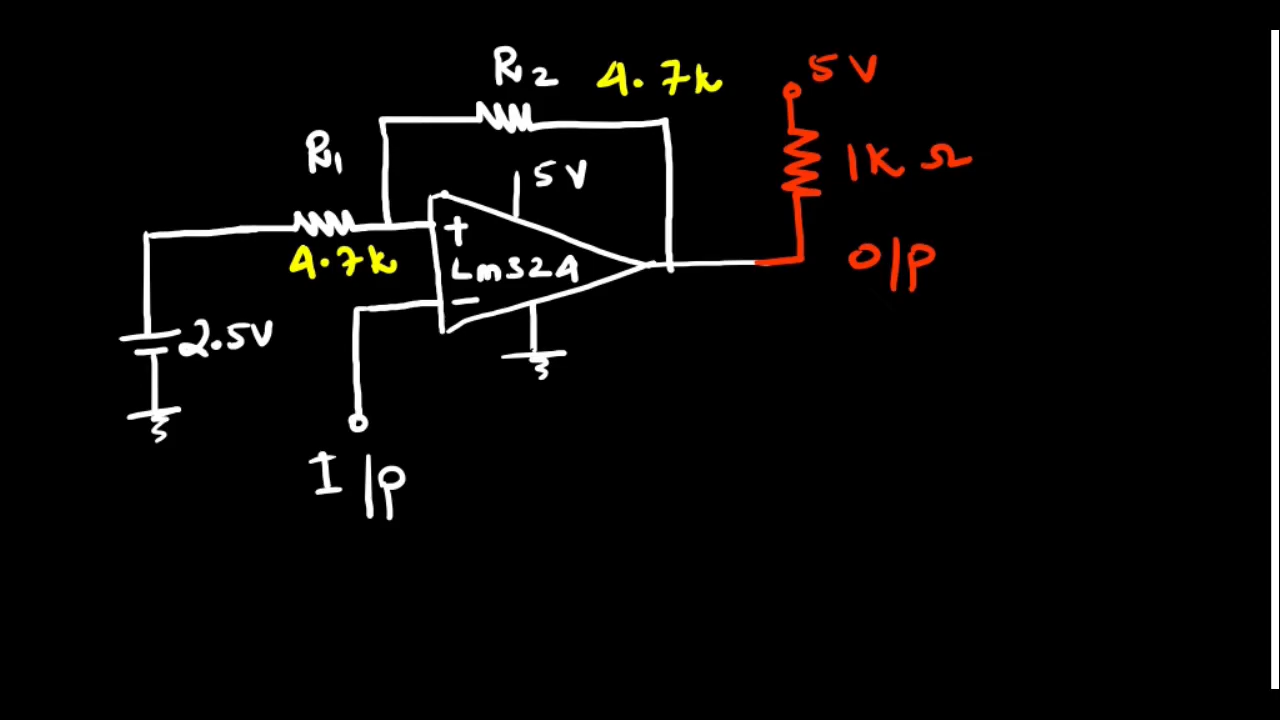 R2 4.7k
5V
R1
5V
1K Ω
+
4.7k
Lm324
O/p
-
2.5V
I/p